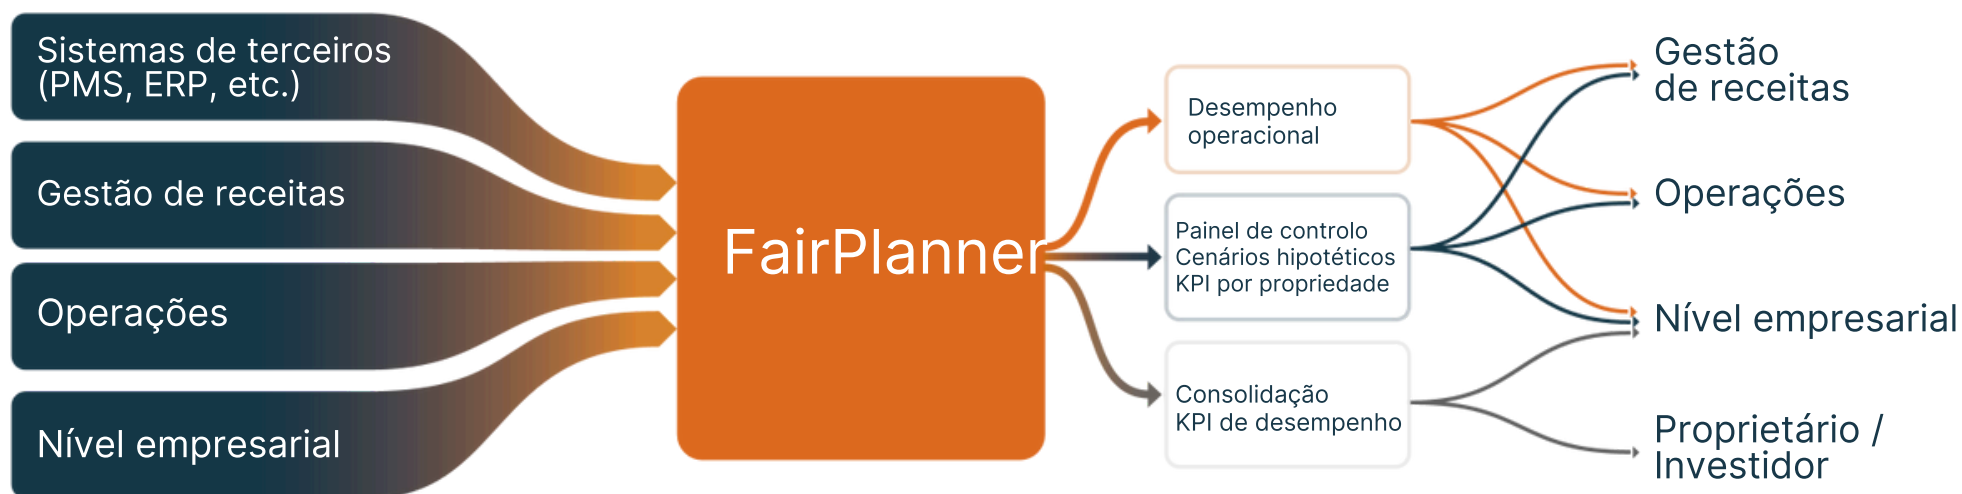 Sistemas de terceiros
(PMS, ERP, etc.)
Gestão de receitas
Operações
Nível empresarial
FairPlanner
Desempenho
operacional
Painel de controlo
Cenários hipotéticos
KPI por propriedade
Consolidação
KPI de desempenho
Gestão
de receitas
Operações
Nível empresarial
Proprietário /
Investidor